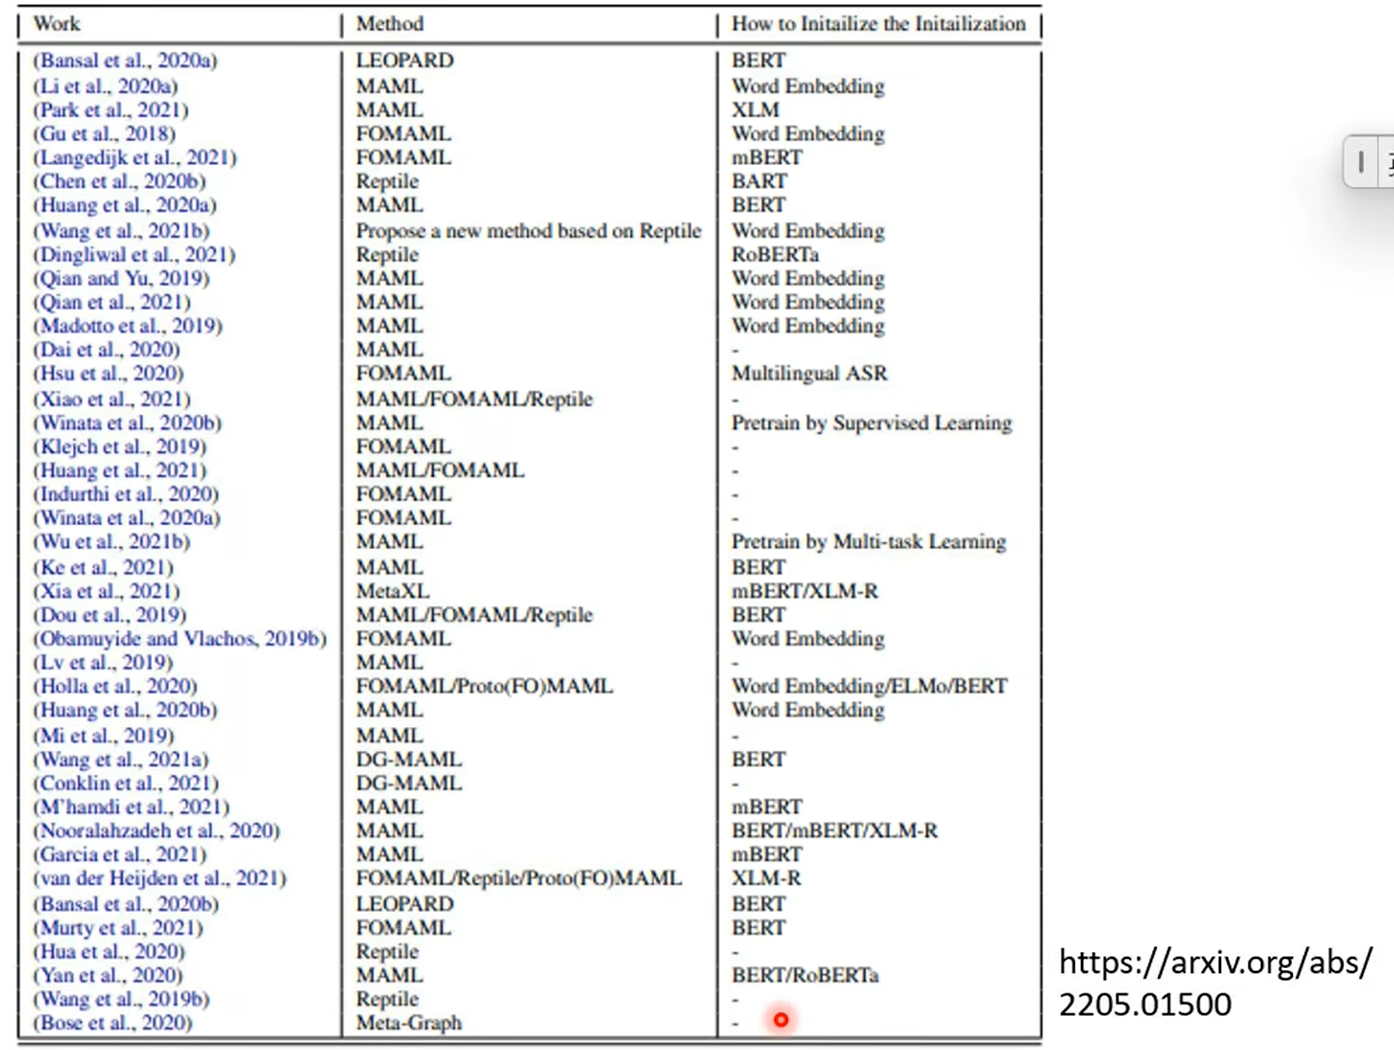 Work Method How to Initailize the Initailization
(Bansal et al., 2020a) LEOPARD BERT
(Li et al., 2020a) MAML Word Embedding
(Park et al., 2021) MAML XLM
(Gu et al., 2018) FOMAML Word Embedding
(Langedijk et al., 2021) FOMAML mBERT
(Chen et al., 2020b) Reptile BART
(Huang et al., 2020a) MAML BERT
(Wang et al., 2021b) Propose a new method based on Reptile Word Embedding
(Dingliwal et al., 2021) Reptile RoBERTa
(Qian and Yu, 2019) MAML Word Embedding
(Qian et al., 2021) MAML Word Embedding
(Madotto et al., 2019) MAML Word Embedding
(Dai et al., 2020) MAML -
(Hsu et al., 2020) FOMAML Multilingual ASR
(Xiao et al., 2021) MAML/FOMAML/Reptile -
(Winata et al., 2020b) MAML Pretrain by Supervised Learning
(Klejch et al., 2019) FOMAML -
(Huang et al., 2021) MAML/FOMAML -
(Indurthi et al., 2020) FOMAML -
(Winata et al., 2020a) FOMAML -
(Wu et al., 2021b) MAML Pretrain by Multi-task Learning
(Ke et al., 2021) MAML BERT
(Xia et al., 2021) MetaXL mBERT/XLM-R
(Dou et al., 2019) MAML/FOMAML/Reptile BERT
(Obamuyide and Vlachos, 2019b) FOMAML Word Embedding
(Lv et al., 2019) MAML -
(Holla et al., 2020) FOMAML/Proto(FO)MAML Word Embedding/ELMo/BERT
(Huang et al., 2020b) MAML Word Embedding
(Mi et al., 2019) MAML -
(Wang et al., 2021a) DG-MAML BERT
(Conklin et al., 2021) DG-MAML -
(M'hamdi et al., 2021) MAML mBERT
(Nooralahzadeh et al., 2020) MAML BERT/mBERT/XLM-R
(Garcia et al., 2021) MAML mBERT
(van der Heijden et al., 2021) FOMAML/Reptile/Proto(FO)MAML XLM-R
(Bansal et al., 2020b) LEOPARD BERT
(Murty et al., 2021) FOMAML BERT
(Hua et al., 2020) Reptile -
(Yan et al., 2020) MAML BERT/RoBERTa
(Wang et al., 2019b) Reptile -
(Bose et al., 2020) Meta-Graph -
https://arxiv.org/abs/
2205.01500